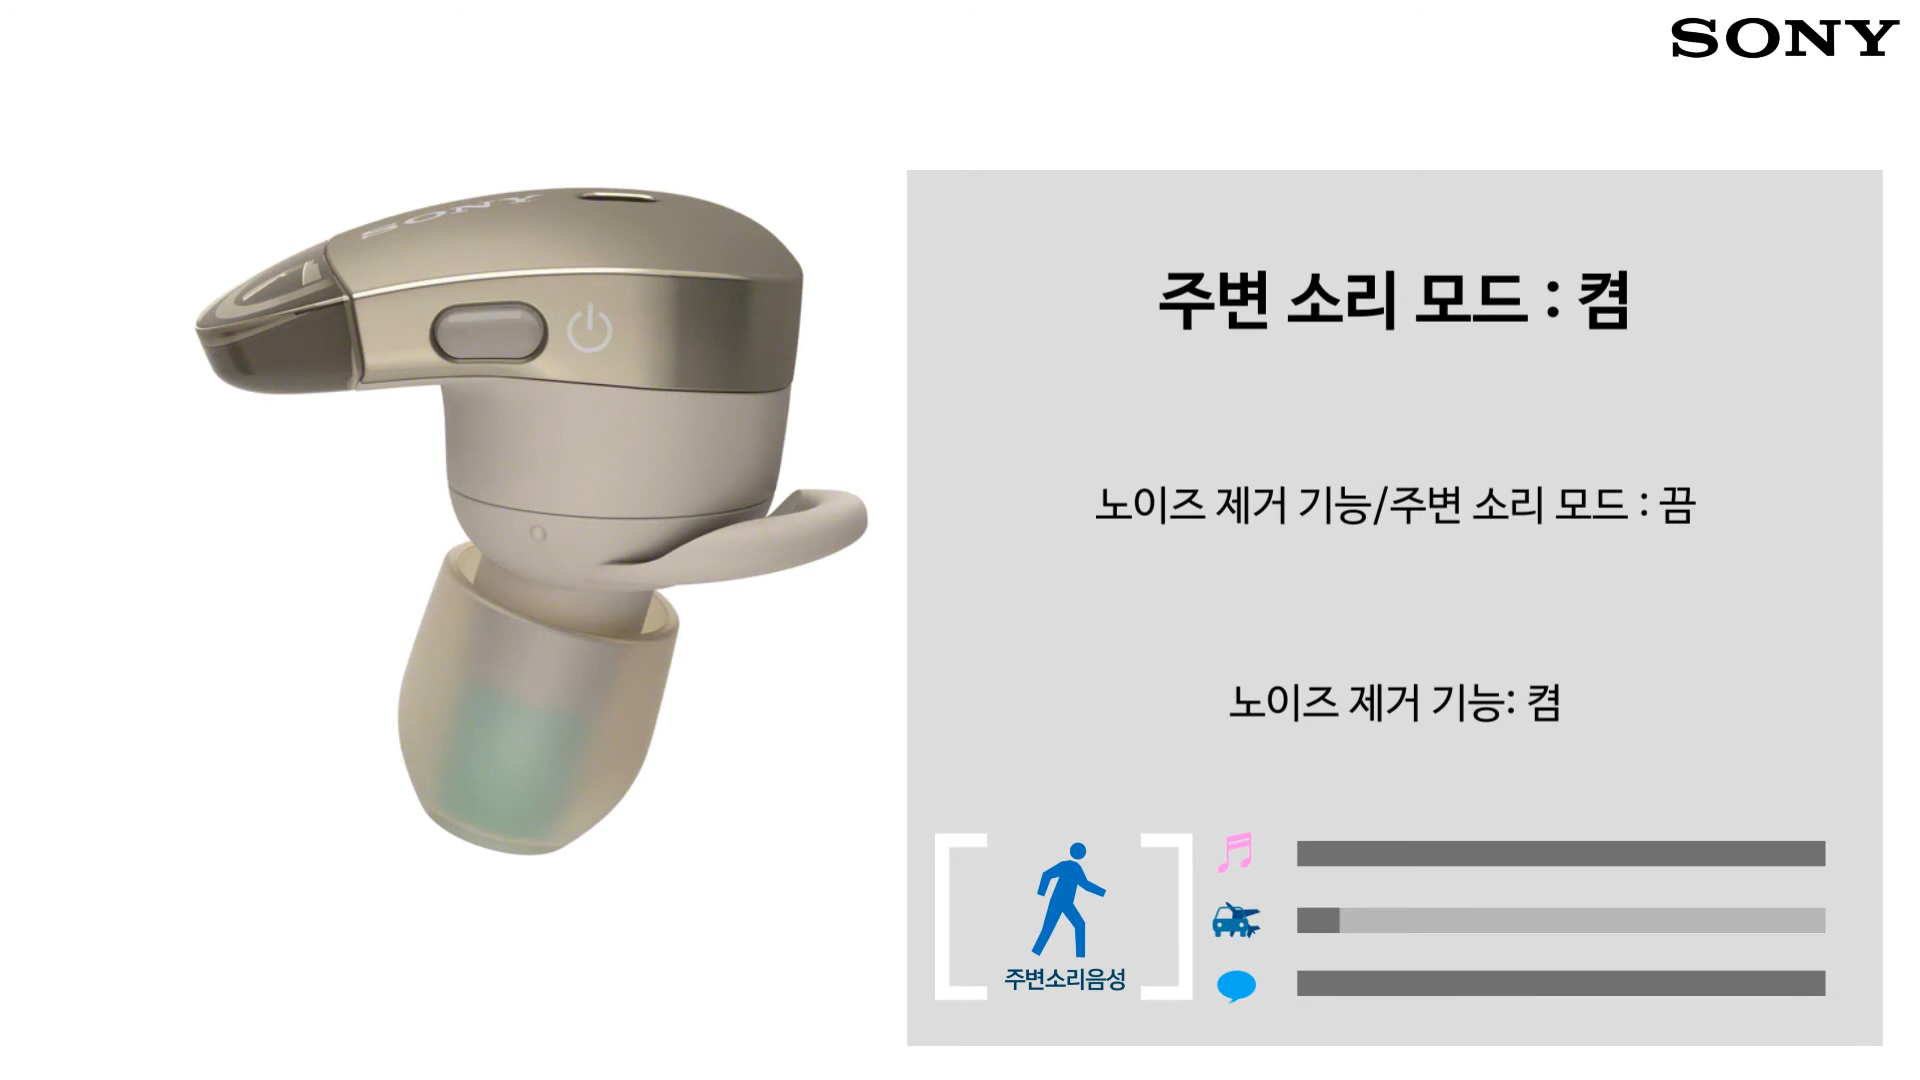 SONY
SONY
주변 소리 모드 : 켬
노이즈 제거 기능/주변 소리 모드 : 끔
노이즈 제거 기능: 켬
주변소리음성